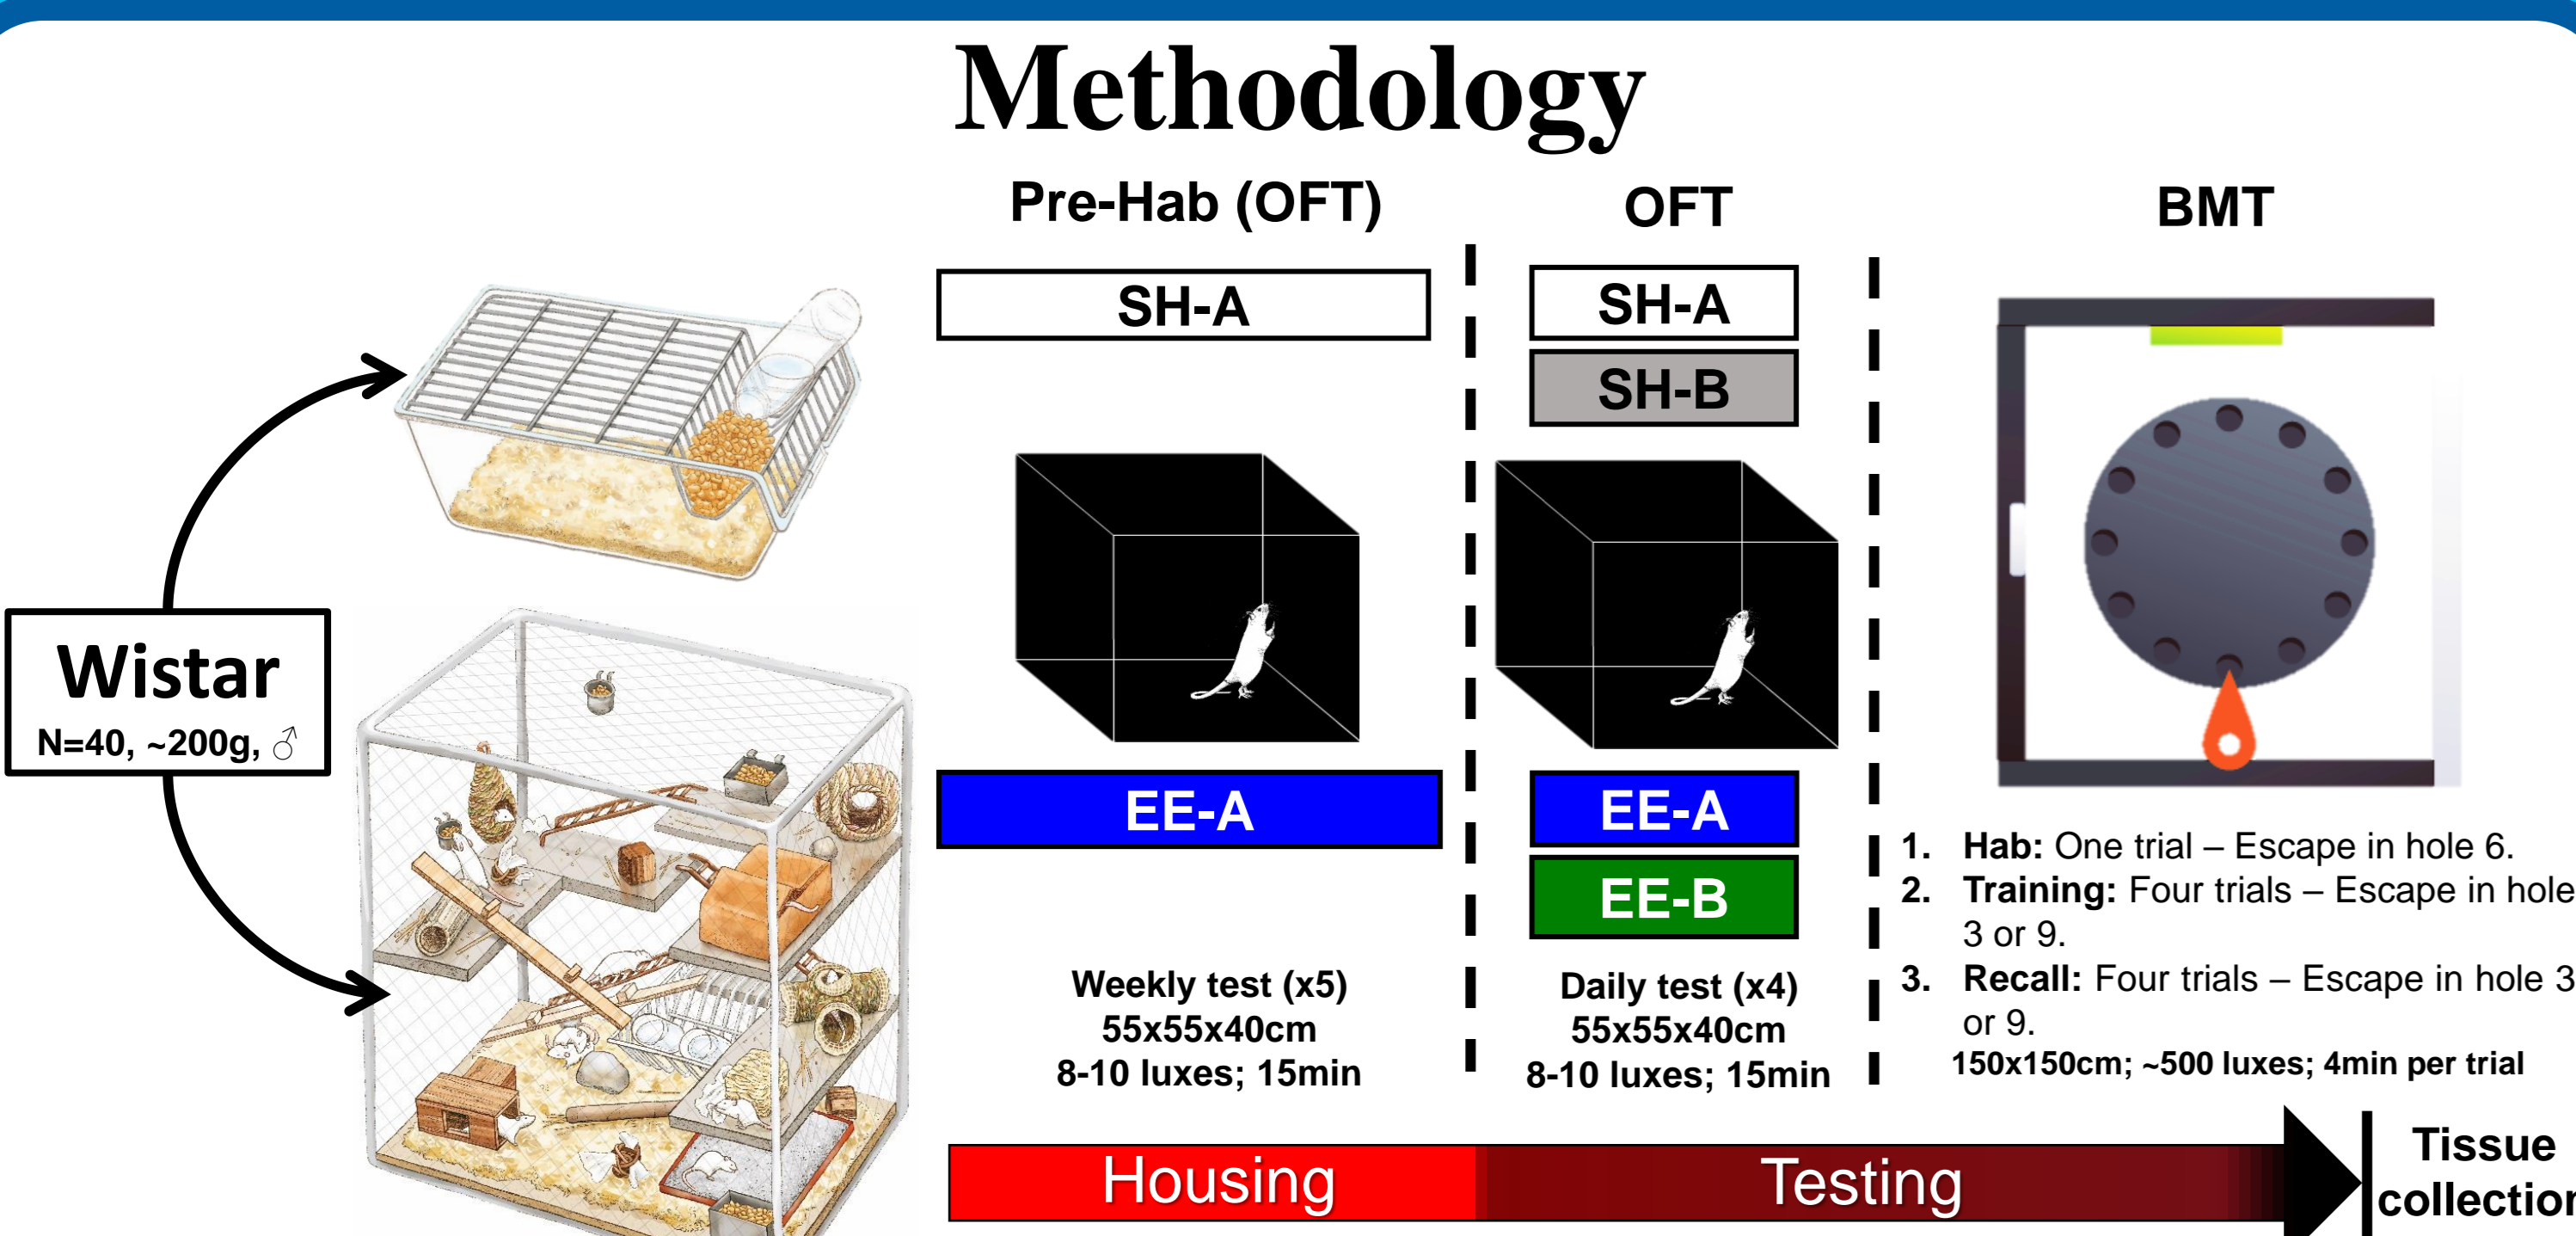 Methodology
Wistar
N=40, ~200g, ♂
Pre-Hab (OFT)
SH-A
EE-A
Weekly test (x5)
55x55x40cm
8-10 luxes; 15min
OFT
SH-A
SH-B
EE-A
EE-B
Daily test (x4)
55x55x40cm
8-10 luxes; 15min
BMT
1. Hab: One trial – Escape in hole 6.
2. Training: Four trials – Escape in hole
3 or 9.
3. Recall: Four trials – Escape in hole 3
or 9.
150x150cm; ~500 luxes; 4min per trial
Housing
Testing
Tissue
collection